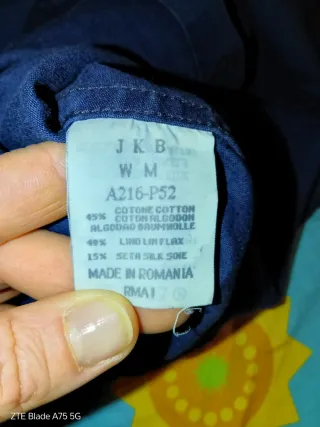 J K B
W M
A216-P52
COTONE COTTON
45% COTON ALGODON
ALGODAO BAUMWOLLE
40% LINO LIN FLAX
15% SETA SILK SOIE
MADE IN ROMANIA
RMA1
ZTE Blade A75 5G